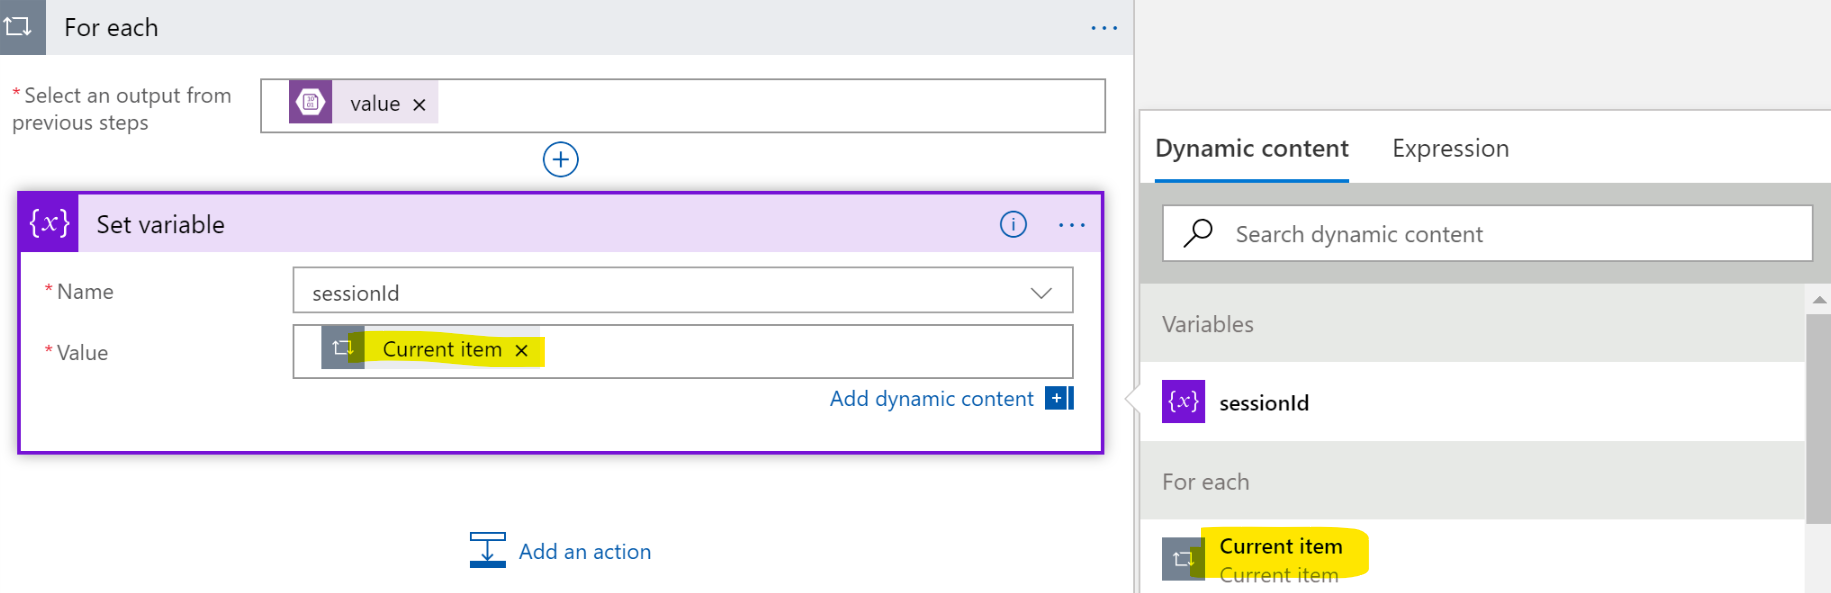 For each
* Select an output from
previous steps
value ×
{x} Set variable
* Name
sessionId
* Value
Current item ×
Add dynamic content
Add an action
Dynamic content Expression
Search dynamic content
Variables
{x} sessionId
For each
Current item
Current item